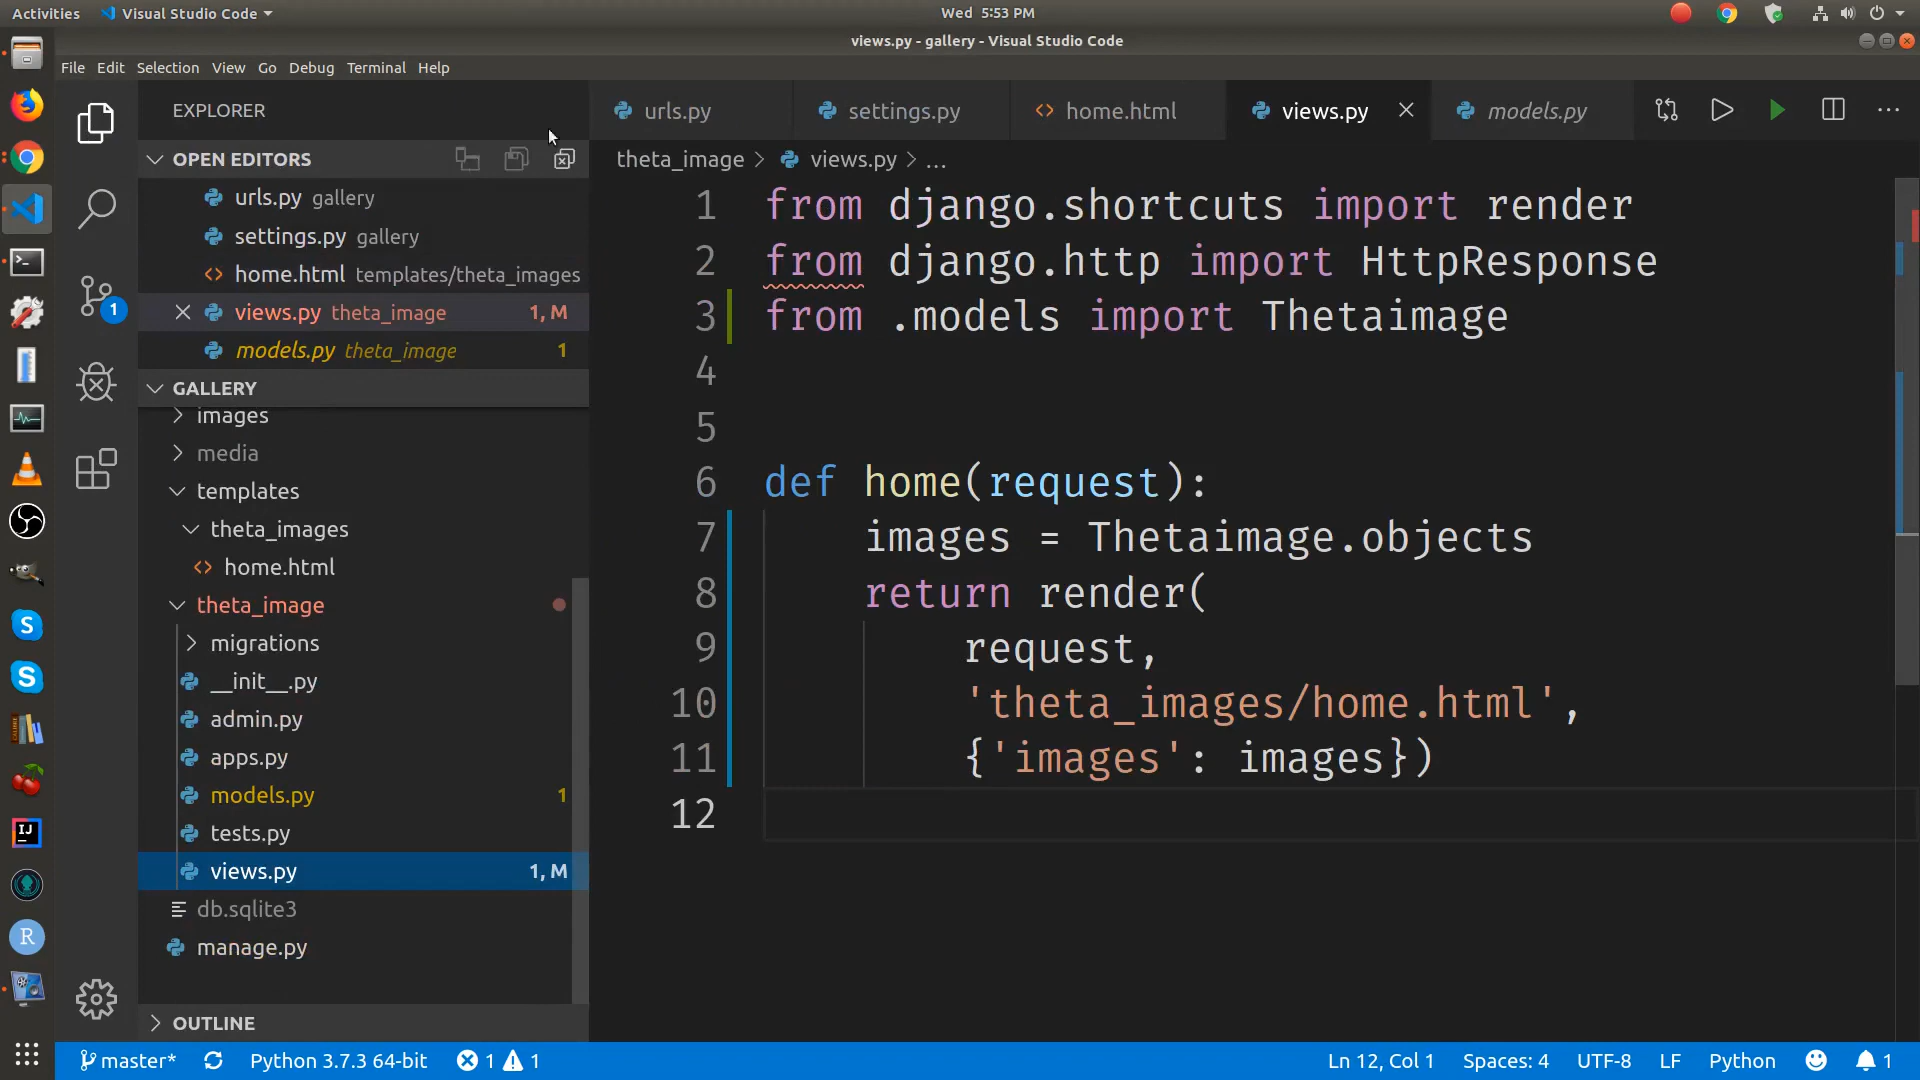 Activities Visual Studio Code Wed 5:53 PM
views.py - gallery - Visual Studio Code
File Edit Selection View Go Debug Terminal Help
EXPLORER
urls.py settings.py home.html views.py models.py
OPEN EDITORS
theta_image > views.py > ...
urls.py gallery
settings.py gallery
home.html templates/theta_images
views.py theta_image 1, M
models.py theta_image 1
GALLERY
images
media
templates
theta_images
home.html
theta_image
migrations
__init__.py
admin.py
apps.py
models.py 1
tests.py
views.py 1, M
db.sqlite3
manage.py
OUTLINE
1 from django.shortcuts import render
2 from django.http import HttpResponse
3 from .models import Thetaimage
4
5
6 def home(request):
7 images = Thetaimage.objects
8 return render(
9 request,
10 'theta_images/home.html',
11 {'images': images})
12
1
S
S
IJ
R
master* Python 3.7.3 64-bit 1 1 Ln 12, Col 1 Spaces: 4 UTF-8 LF Python 1